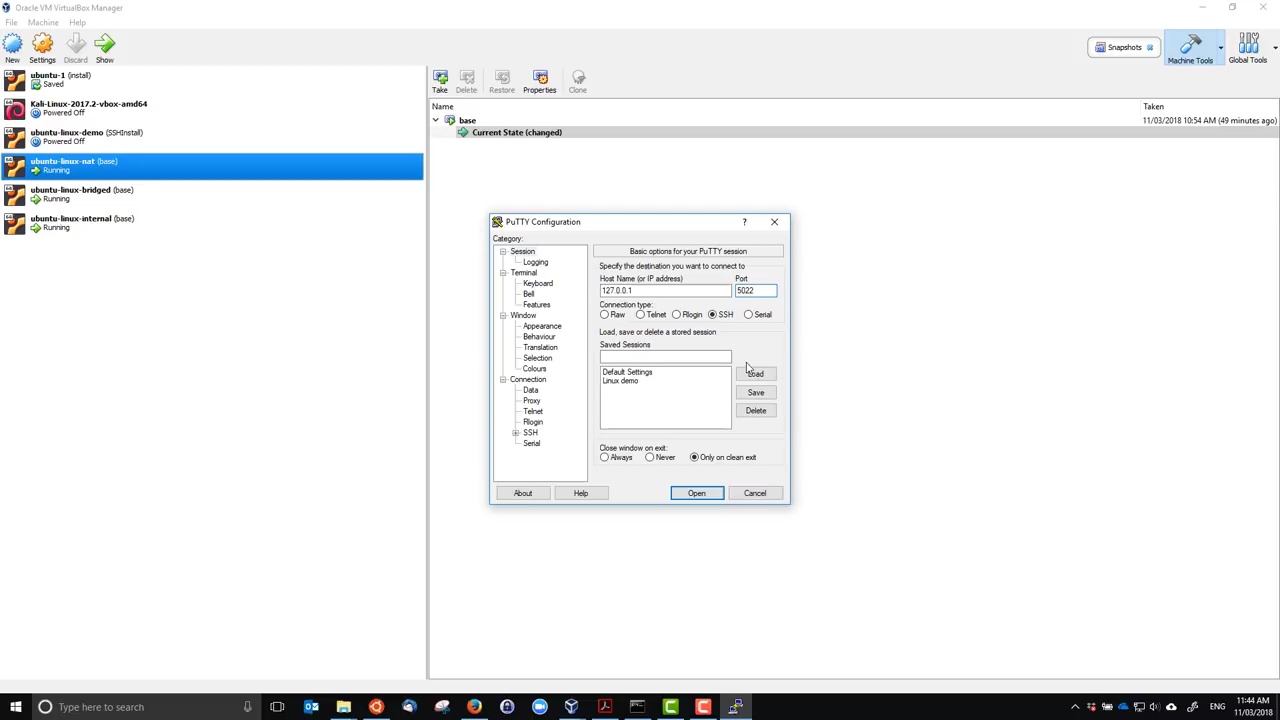 Oracle VM VirtualBox Manager
File Machine Help
New Settings Discard Show
Snapshots Machine Tools Global Tools
ubuntu-1 (install)
Saved
Kali-Linux-2017.2-vbox-amd64
Powered Off
ubuntu-linux-demo (SSHInstall)
Powered Off
ubuntu-linux-nat (base)
Running
ubuntu-linux-bridged (base)
Running
ubuntu-linux-internal (base)
Running
Take Delete Restore Properties Clone
Name Taken
base 11/03/2018 10:54 AM (49 minutes ago)
Current State (changed)
PuTTY Configuration ?
Category:
Session
Logging
Terminal
Keyboard
Bell
Features
Window
Appearance
Behaviour
Translation
Selection
Colours
Connection
Data
Proxy
Telnet
Rlogin
SSH
Serial
Basic options for your PuTTY session
Specify the destination you want to connect to
Host Name (or IP address) Port
127.0.0.1 5022
Connection type:
Raw Telnet Rlogin SSH Serial
Load, save or delete a stored session
Saved Sessions
Default Settings
Linux demo
Load
Save
Delete
Close window on exit:
Always Never Only on clean exit
About Help Open Cancel
Type here to search
ENG
11:44 AM
11/03/2018